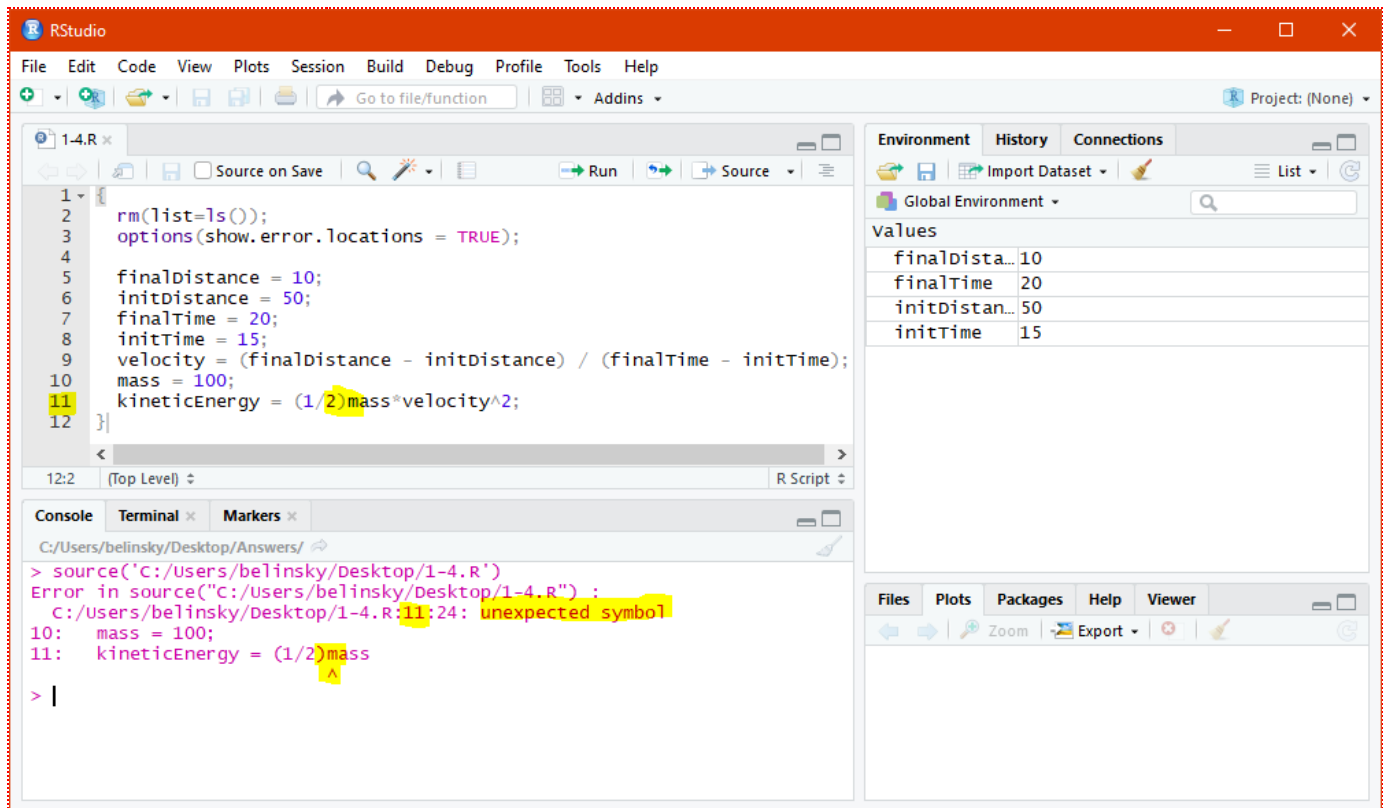 RStudio
File Edit Code View Plots Session Build Debug Profile Tools Help
Go to file/function Addins Project: (None)
1-4.R
Source on Save Run Source
1 {
2 rm(list=ls());
3 options(show.error.locations = TRUE);
4
5 finalDistance = 10;
6 initDistance = 50;
7 finalTime = 20;
8 initTime = 15;
9 velocity = (finalDistance - initDistance) / (finalTime - initTime);
10 mass = 100;
11 kineticEnergy = (1/2)mass*velocity^2;
12 }
12:2 (Top Level) R Script
Console Terminal Markers
C:/Users/belinsky/Desktop/Answers/
> source('C:/Users/belinsky/Desktop/1-4.R')
Error in source("C:/Users/belinsky/Desktop/1-4.R") :
C:/Users/belinsky/Desktop/1-4.R:11:24: unexpected symbol
10: mass = 100;
11: kineticEnergy = (1/2)mass
^
>
Environment History Connections
Import Dataset List
Global Environment
Values
finalDista… 10
finalTime 20
initDistan… 50
initTime 15
Files Plots Packages Help Viewer
Zoom Export